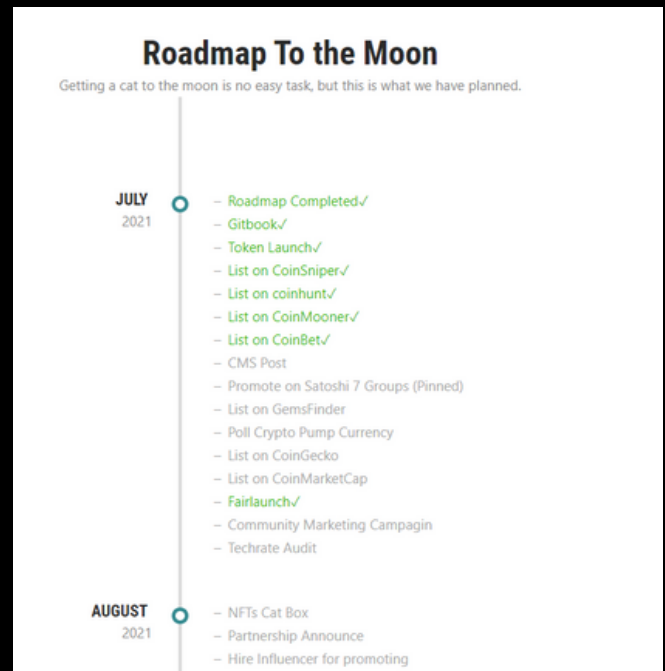 Roadmap To the Moon
Getting a cat to the moon is no easy task, but this is what we have planned.
JULY
2021
– Roadmap Completed✓
– Gitbook✓
– Token Launch✓
– List on CoinSniper✓
– List on coinhunt✓
– List on CoinMooner✓
– List on CoinBet✓
– CMS Post
– Promote on Satoshi 7 Groups (Pinned)
– List on GemsFinder
– Poll Crypto Pump Currency
– List on CoinGecko
– List on CoinMarketCap
– Fairlaunch✓
– Community Marketing Campagin
– Techrate Audit
AUGUST
2021
– NFTs Cat Box
– Partnership Announce
– Hire Influencer for promoting